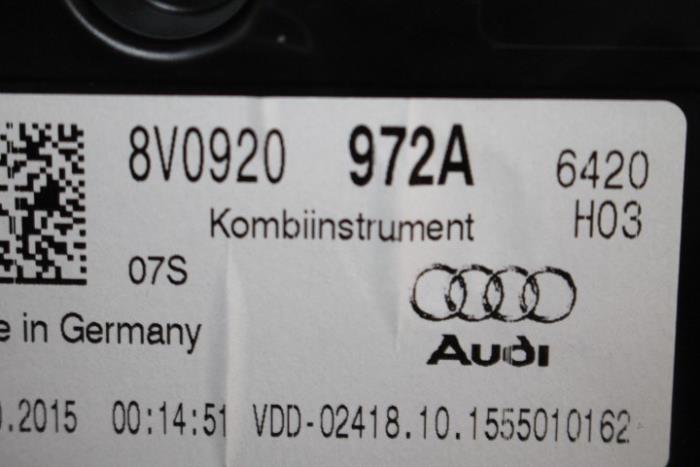 8V0920 972A 6420
Kombiinstrument H03
07S
in Germany
Audi
.2015 00:14:51 VDD-02418.10.1555010162